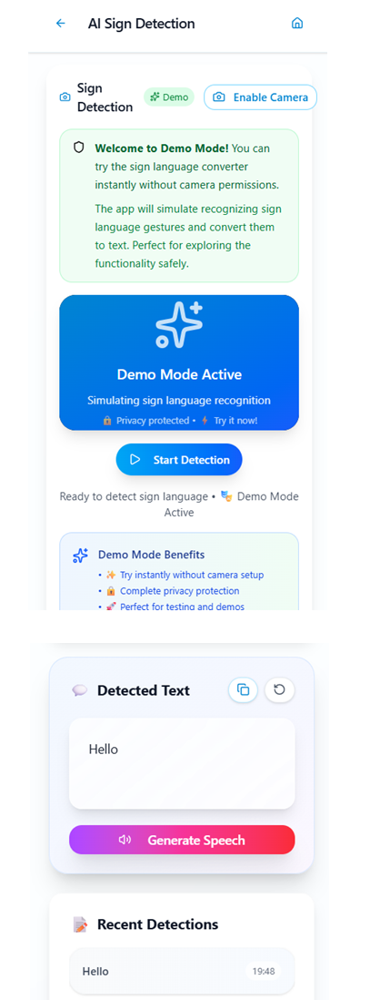 AI Sign Detection
Sign
Detection
Demo
Enable Camera
Welcome to Demo Mode! You can
try the sign language converter
instantly without camera permissions.
The app will simulate recognizing sign
language gestures and convert them
to text. Perfect for exploring the
functionality safely.
Demo Mode Active
Simulating sign language recognition
🔒 Privacy protected • ⚡ Try it now!
Start Detection
Ready to detect sign language • 🎭 Demo Mode
Active
Demo Mode Benefits
• ✨ Try instantly without camera setup
• 🔒 Complete privacy protection
• 🚀 Perfect for testing and demos
💬 Detected Text
Hello
Generate Speech
📝 Recent Detections
Hello 19:48